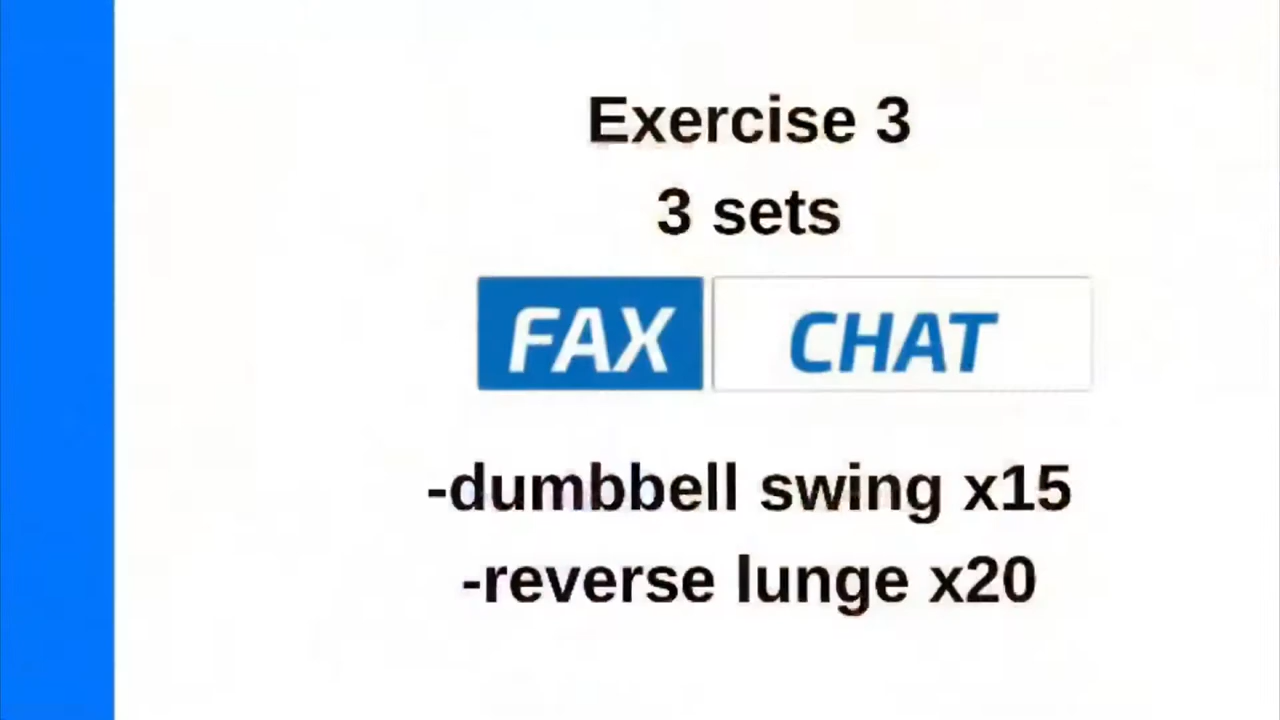 Exercise 3
3 sets
FAX CHAT
-dumbbell swing x15
-reverse lunge x20